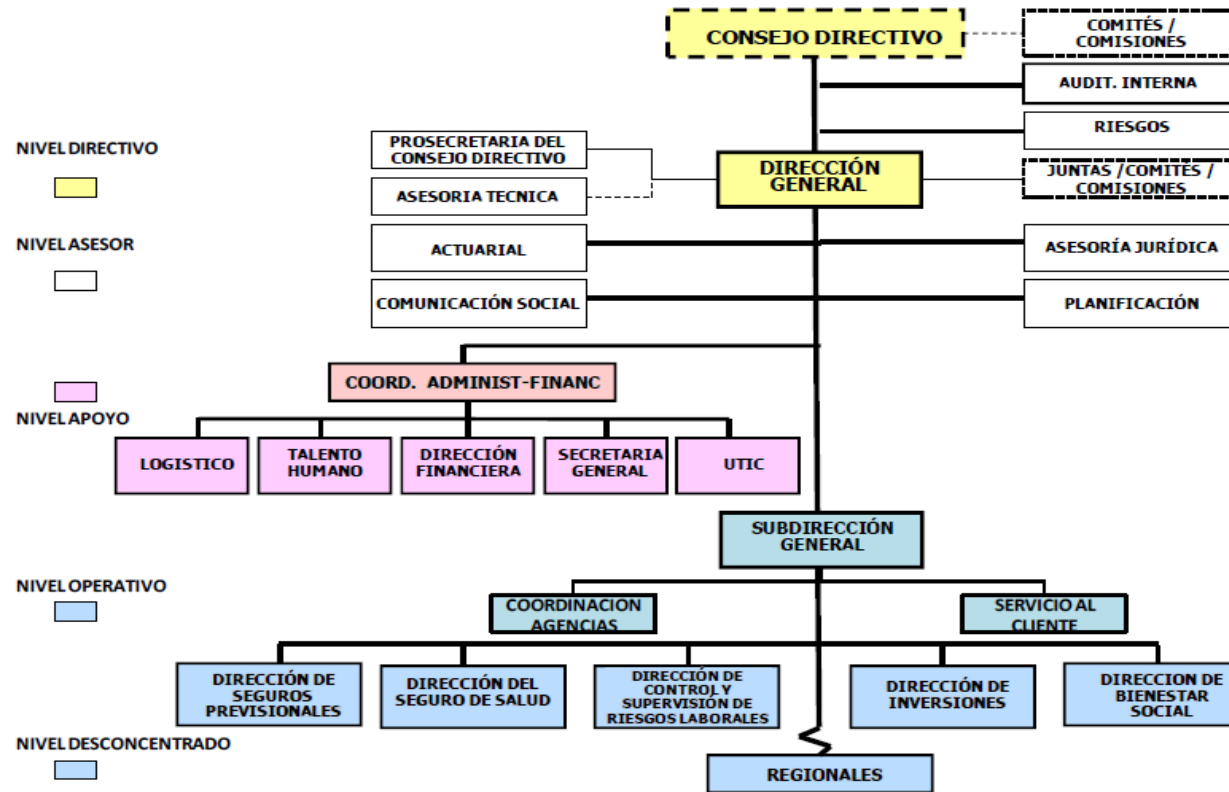 CONSEJO DIRECTIVO
COMITÉS /
COMISIONES
AUDIT. INTERNA
RIESGOS
NIVEL DIRECTIVO
PROSECRETARIA DEL
CONSEJO DIRECTIVO
ASESORIA TECNICA
DIRECCIÓN
GENERAL
JUNTAS /COMITÉS /
COMISIONES
NIVEL ASESOR
ACTUARIAL
ASESORÍA JURÍDICA
COMUNICACIÓN SOCIAL
PLANIFICACIÓN
COORD. ADMINIST-FINANC
NIVEL APOYO
LOGISTICO
TALENTO
HUMANO
DIRECCIÓN
FINANCIERA
SECRETARIA
GENERAL
UTIC
SUBDIRECCIÓN
GENERAL
NIVEL OPERATIVO
COORDINACION
AGENCIAS
SERVICIO AL
CLIENTE
DIRECCIÓN DE
SEGUROS
PREVISIONALES
DIRECCIÓN DEL
SEGURO DE SALUD
DIRECCIÓN DE
CONTROL Y
SUPERVISIÓN DE
RIESGOS LABORALES
DIRECCIÓN DE
INVERSIONES
DIRECCION DE
BIENESTAR
SOCIAL
NIVEL DESCONCENTRADO
REGIONALES